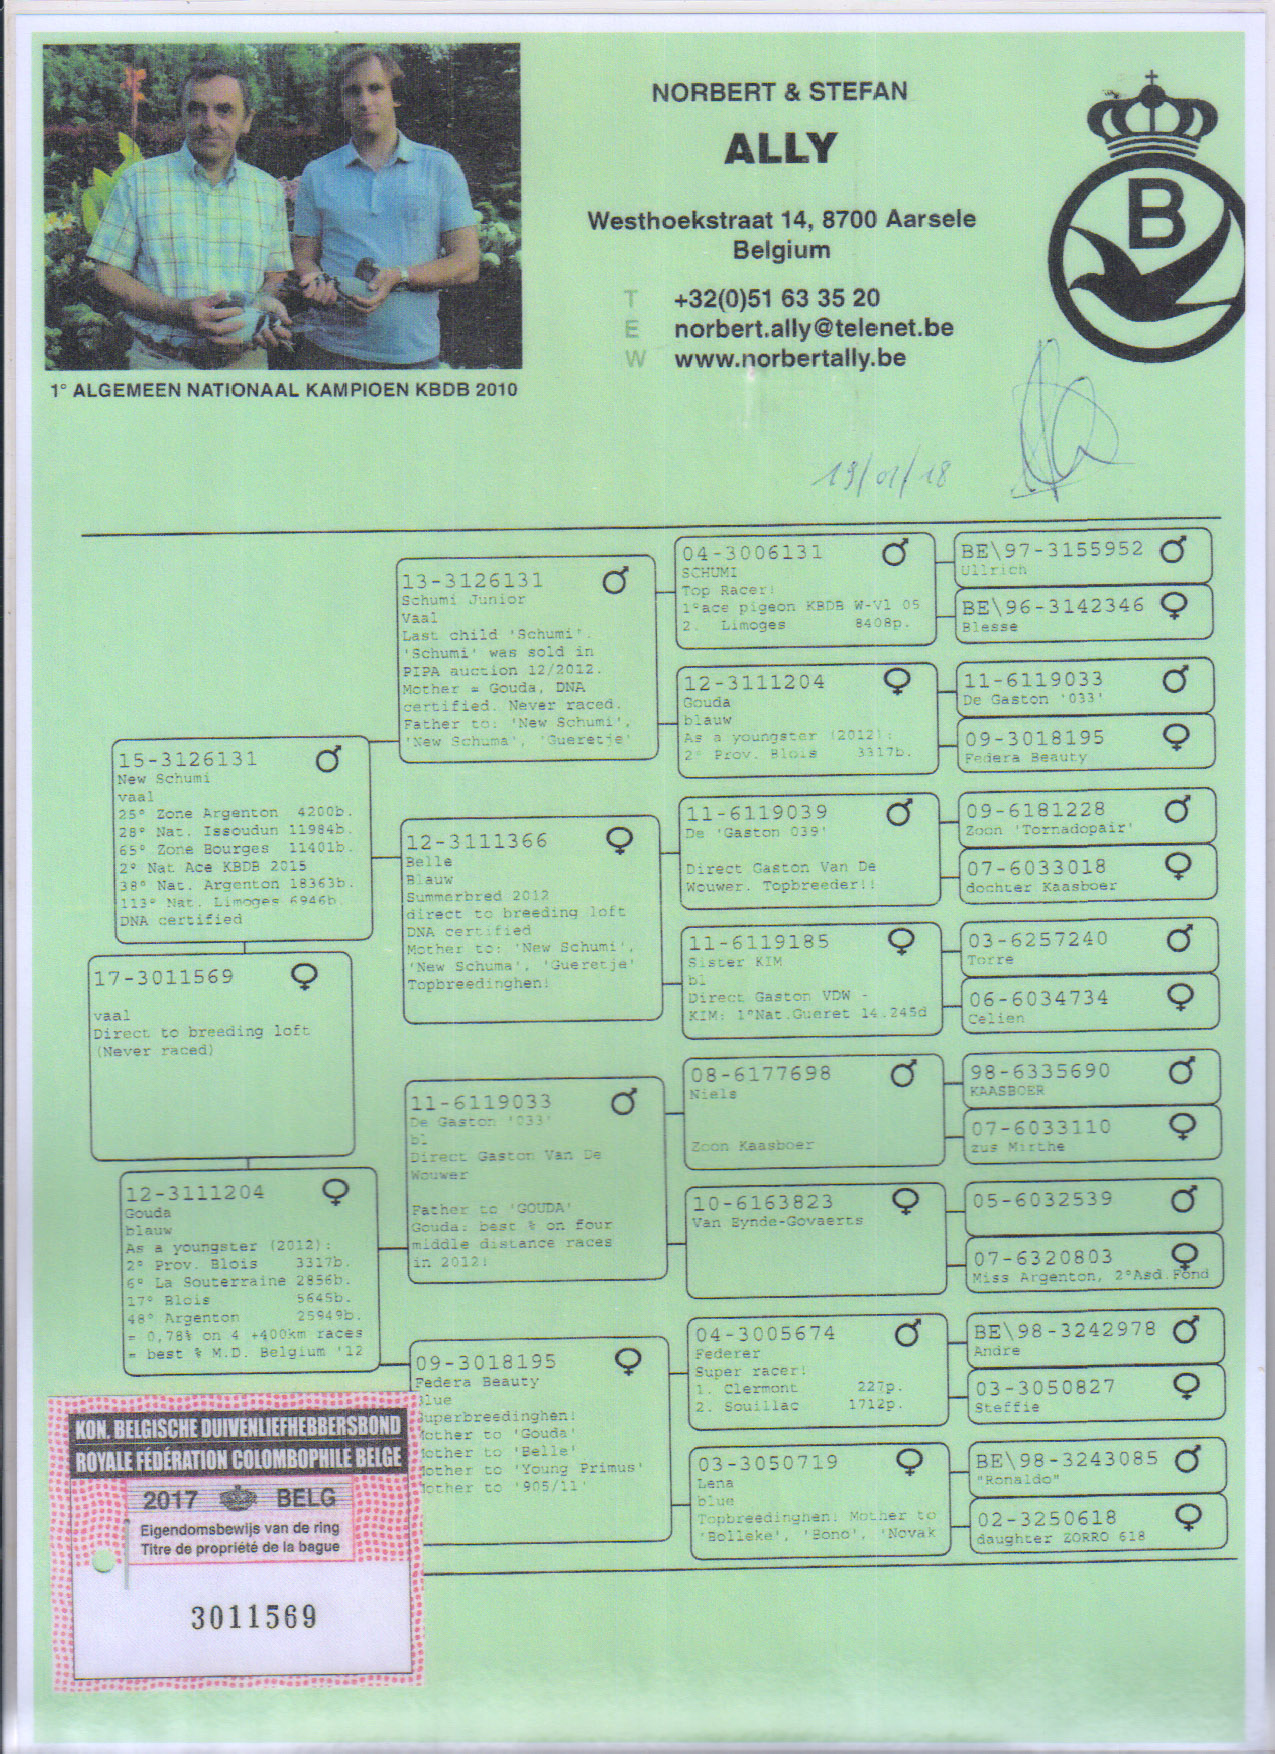 NORBERT & STEFAN
ALLY
Westhoekstraat 14, 8700 Aarsele
Belgium
T +32(0)51 63 35 20
E norbert.ally@telenet.be
W www.norbertally.be
B
1° ALGEMEEN NATIONAAL KAMPIOEN KBDB 2010
19/01/18
17-3011569 ♀
vaal
Direct to breeding loft
(Never raced)
15-3126131 ♂
New Schumi
vaal
25° Zone Argenton 4200b.
28° Nat. Issoudun 11984b.
65° Zone Bourges 11401b.
2° Nat Ace KBDB 2015
38° Nat. Argenton 18363b.
113° Nat. Limoges 6946b.
DNA certified
12-3111204 ♀
Gouda
blauw
As a youngster (2012):
2° Prov. Blois 3317b.
6° La Souterraine 2856b.
17° Blois 5645b.
48° Argenton 25949b.
= 0,78% on 4 +400km races
= best % M.D. Belgium '12
13-3126131 ♂
Schumi Junior
Vaal
Last child 'Schumi'.
'Schumi' was sold in
PIPA auction 12/2012.
Mother = Gouda, DNA
certified. Never raced.
Father to: 'New Schumi',
'New Schuma', 'Gueretje'
12-3111366 ♀
Belle
Blauw
Summerbred 2012
direct to breeding loft
DNA certified
Mother to: 'New Schumi',
'New Schuma', 'Gueretje'
Topbreedinghen!
11-6119033 ♂
De Gaston '033'
bl
Direct Gaston Van De
Wouwer
Father to 'GOUDA'
Gouda: best % on four
middle distance races
in 2012!
09-3018195 ♀
Federa Beauty
blue
Superbreedinghen!
Mother to 'Gouda'
Mother to 'Belle'
Mother to 'Young Primus'
Mother to '905/11'
04-3006131 ♂
SCHUMI
Top Racer!
1°ace pigeon KBDB W-Vl 05
2. Limoges 8408p.
12-3111204 ♀
Gouda
blauw
As a youngster (2012):
2° Prov. Blois 3317b.
11-6119039 ♂
De 'Gaston 039'
Direct Gaston Van De
Wouwer. Topbreeder!!
11-6119185 ♀
Sister KIM
bl
Direct Gaston VDW -
KIM: 1°Nat.Gueret 14.245d
08-6177698 ♂
Niels
Zoon Kaasboer
10-6163823 ♀
Van Eynde-Govaerts
04-3005674 ♂
Federer
Super racer!
1. Clermont 227p.
2. Souillac 1712p.
03-3050719 ♀
Lena
blue
Topbreedinghen! Mother to
'Bolleke', 'Bono', 'Novak
BE\97-3155952 ♂
Ullrich
BE\96-3142346 ♀
Blesse
11-6119033 ♂
De Gaston '033'
09-3018195 ♀
Federa Beauty
09-6181228 ♂
Zoon 'Tornadopair'
07-6033018 ♀
dochter Kaasboer
03-6257240 ♂
Torre
06-6034734 ♀
Celien
98-6335690 ♂
KAASBOER
07-6033110 ♀
zus Mirthe
05-6032539 ♂
07-6320803 ♀
Miss Argenton, 2°Asd.Fond
BE\98-3242978 ♂
Andre
03-3050827 ♀
Steffie
BE\98-3243085 ♂
"Ronaldo"
02-3250618 ♀
daughter ZORRO 618
KON. BELGISCHE DUIVENLIEFHEBBERSBOND
ROYALE FÉDÉRATION COLOMBOPHILE BELGE
2017 BELG
Eigendomsbewijs van de ring
Titre de propriété de la bague
3011569